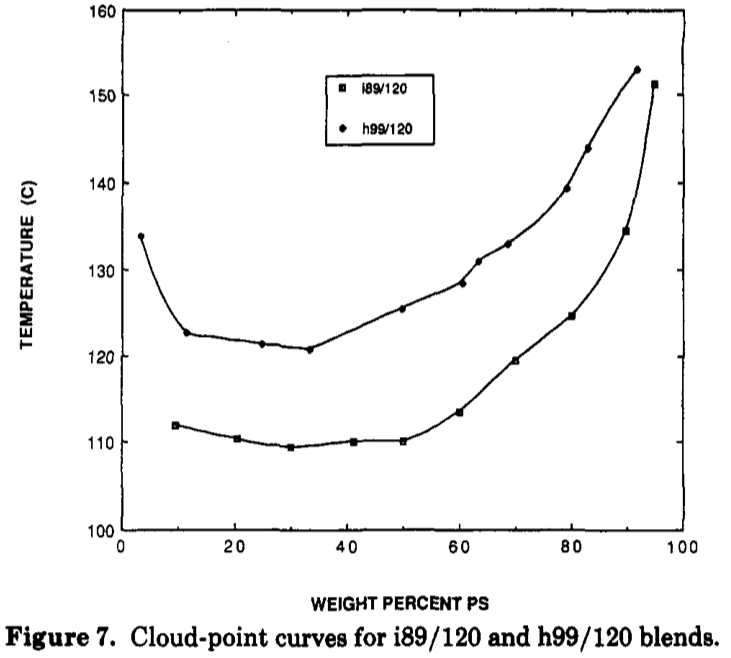 160
150
140
130
120
110
100
TEMPERATURE (C)
i89/120
h99/120
0 20 40 60 80 100
WEIGHT PERCENT PS
Figure 7. Cloud-point curves for i89/120 and h99/120 blends.